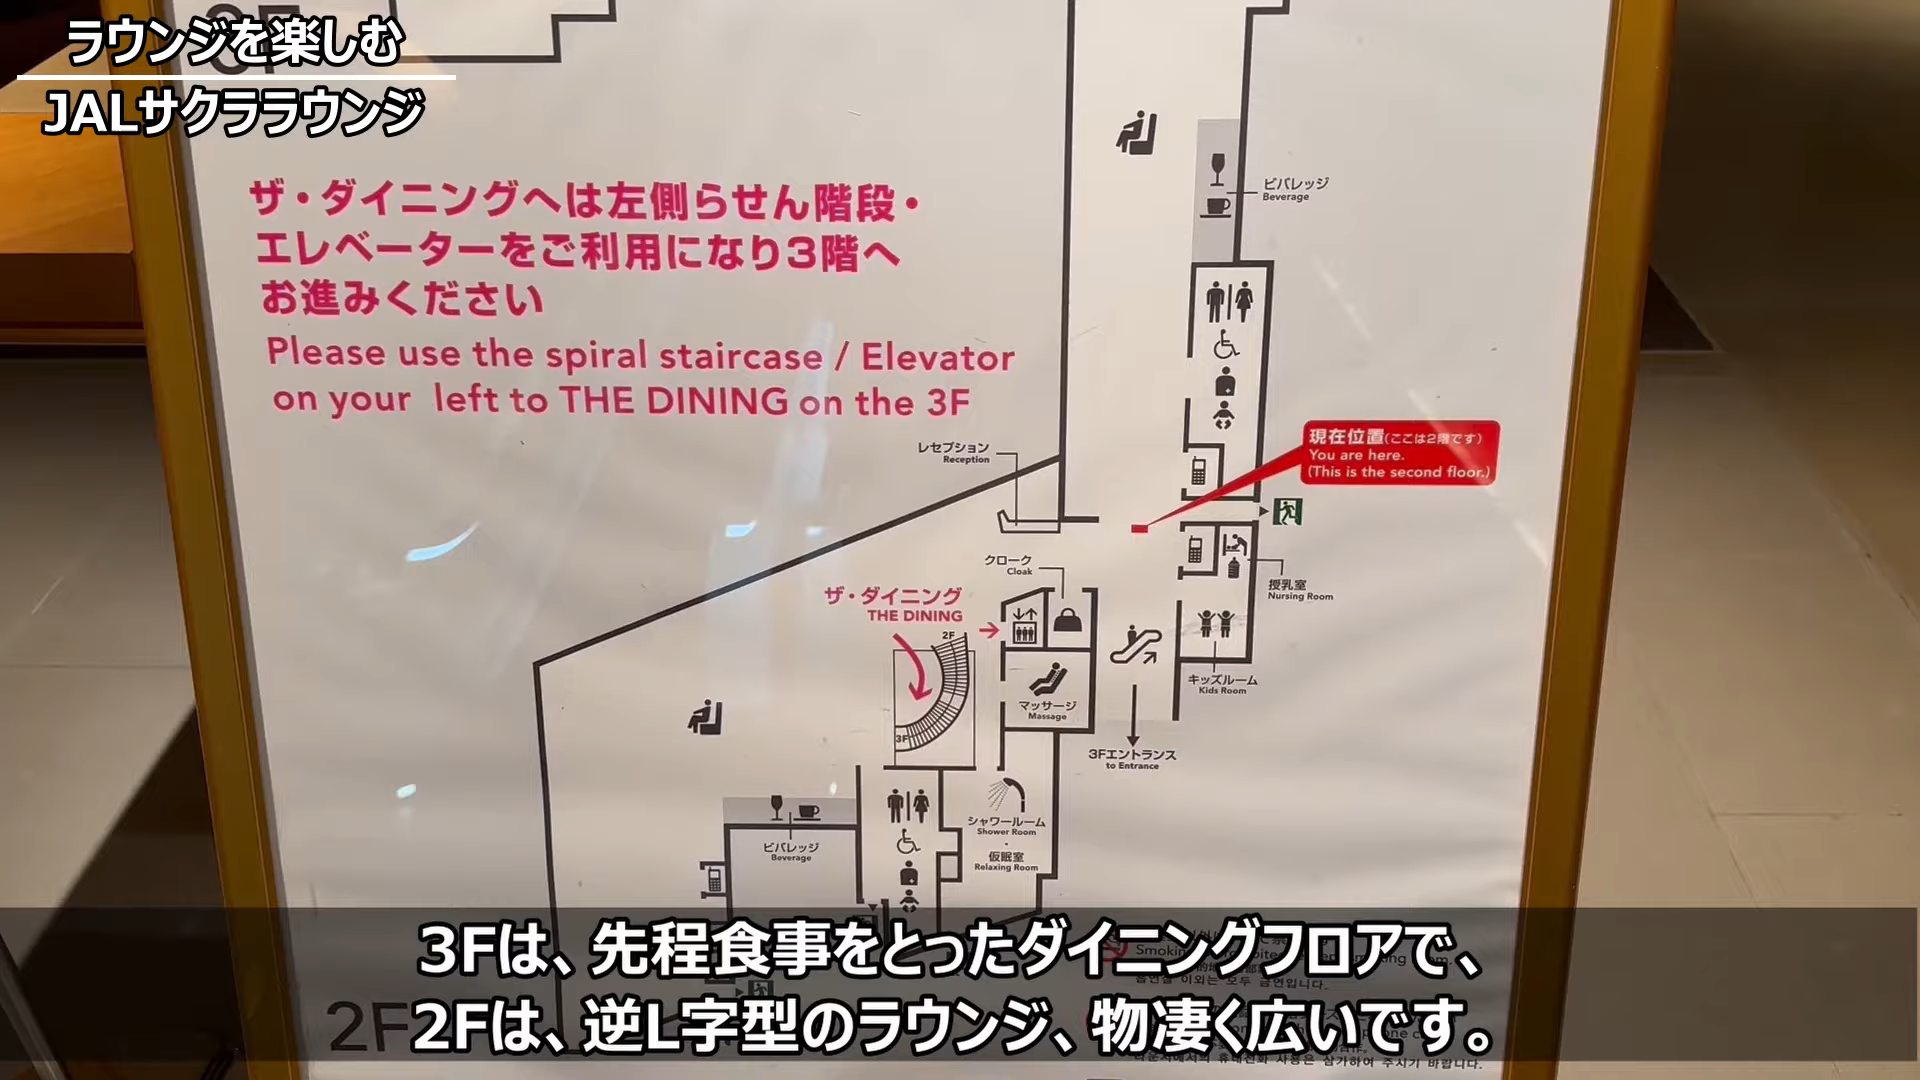 ラウンジを楽しむ
JALサクララウンジ
ザ・ダイニングへは左側らせん階段・
エレベーターをご利用になり3階へ
お進みください
Please use the spiral staircase / Elevator
on your left to THE DINING on the 3F
ビバレッジ
Beverage
レセプション
Reception
現在位置(ここは2階です)
You are here.
(This is the second floor.)
クローク
Cloak
授乳室
Nursing Room
ザ・ダイニング
THE DINING
2F
3F
マッサージ
Massage
キッズルーム
Kids Room
3Fエントランス
to Entrance
シャワールーム
Shower Room
・
仮眠室
Relaxing Room
ビバレッジ
Beverage
3Fは、先程食事をとったダイニングフロアで、
2Fは、逆L字型のラウンジ、物凄く広いです。
2F